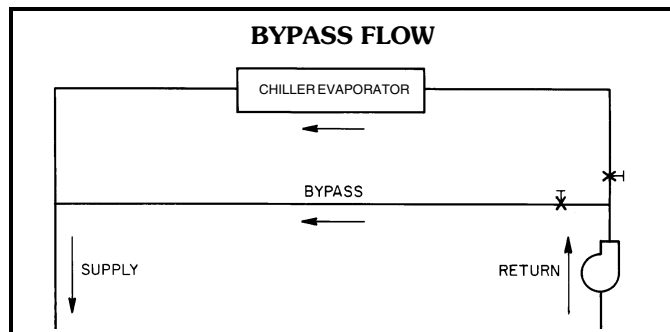 BYPASS FLOW
CHILLER EVAPORATOR
BYPASS
SUPPLY
RETURN